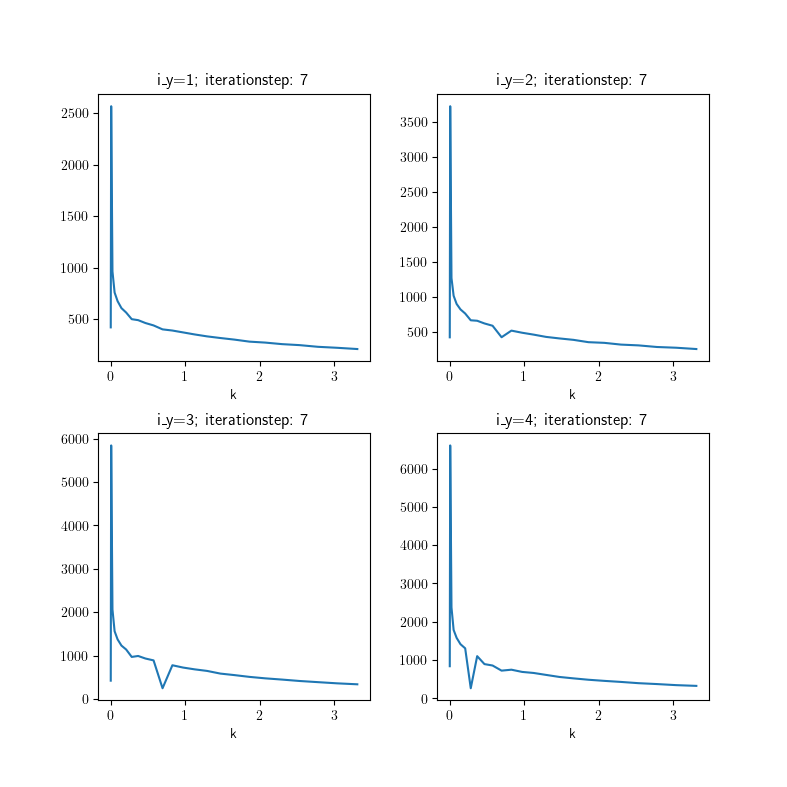 i_y=1; iterationstep: 7
2500
2000
1500
1000
500
0 1 2 3
k
i_y=2; iterationstep: 7
3500
3000
2500
2000
1500
1000
500
0 1 2 3
k
i_y=3; iterationstep: 7
6000
5000
4000
3000
2000
1000
0
0 1 2 3
k
i_y=4; iterationstep: 7
6000
5000
4000
3000
2000
1000
0
0 1 2 3
k